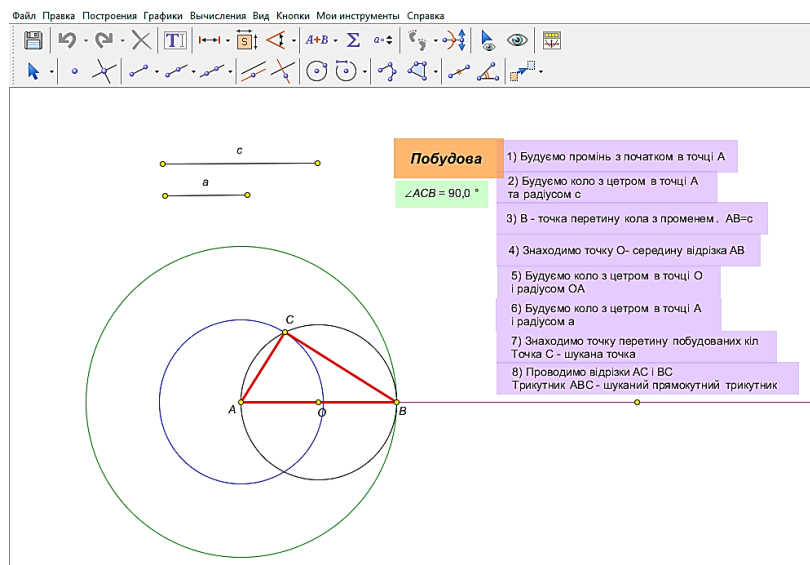 Файл Правка Построения Графики Вычисления Вид Кнопки Мои инструменты Справка
T
S
A+B
Σ
a=
c
a
Побудова
∠ACB = 90,0 °
1) Будуємо промінь з початком в точці A
2) Будуємо коло з цетром в точці A
та радіусом с
3) В - точка перетину кола з променем . АВ=с
4) Знаходимо точку О- середину відрізка АВ
5) Будуємо коло з цетром в точці О
і радіусом ОА
6) Будуємо коло з цетром в точці А
і радіусом а
7) Знаходимо точку перетину побудованих кіл
Точка С - шукана точка
8) Проводимо відрізки АС і ВС
Трикутник АВС - шуканий прямокутний трикутник
C
A
O
B